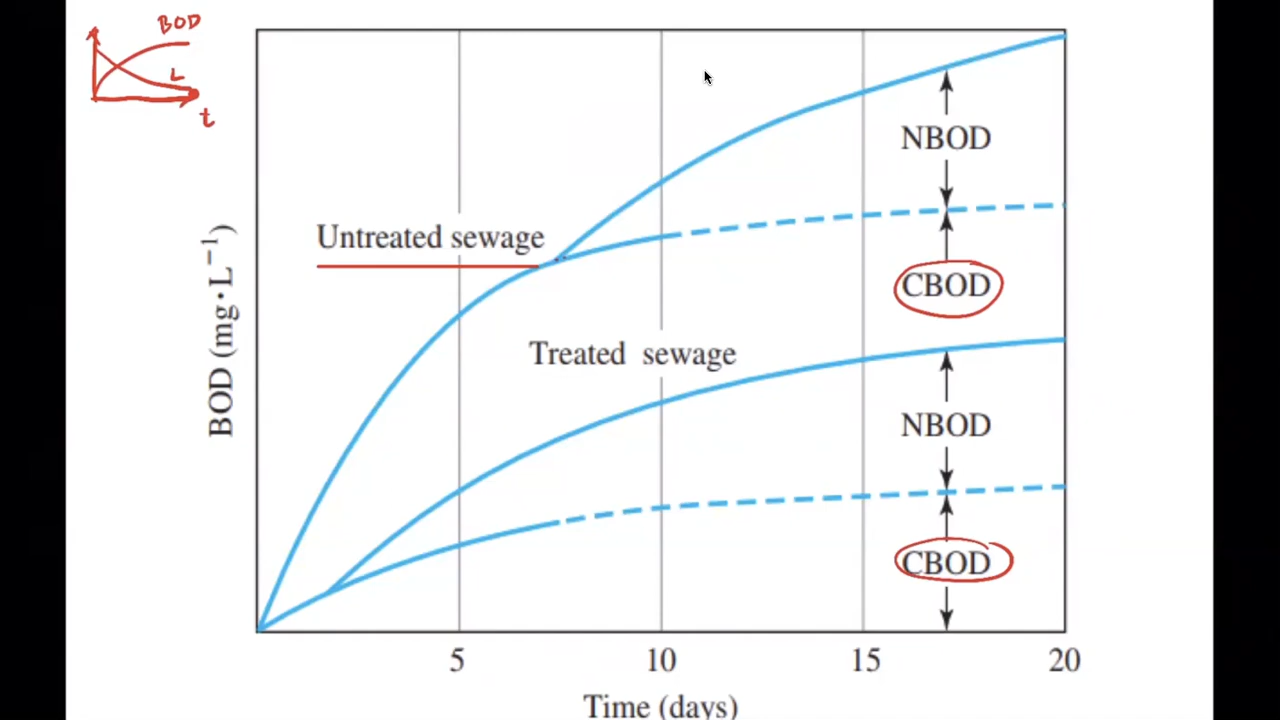 BOD
L
t
NBOD
Untreated sewage
CBOD
Treated sewage
NBOD
CBOD
BOD (mg·L⁻¹)
5 10 15 20
Time (days)